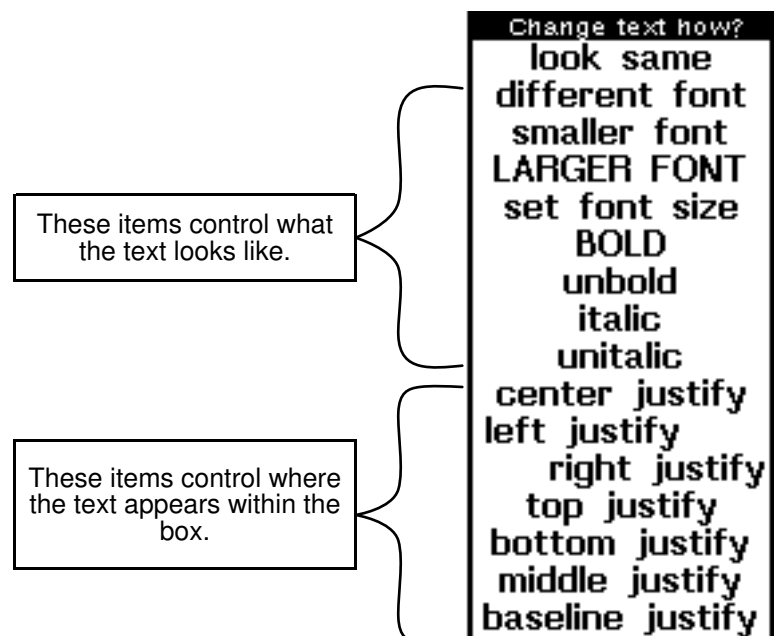 Change text how?
look same
different font
smaller font
LARGER FONT
set font size
BOLD
unbold
italic
unitalic
center justify
left justify
right justify
top justify
bottom justify
middle justify
baseline justify
These items control what
the text looks like.
These items control where
the text appears within the
box.